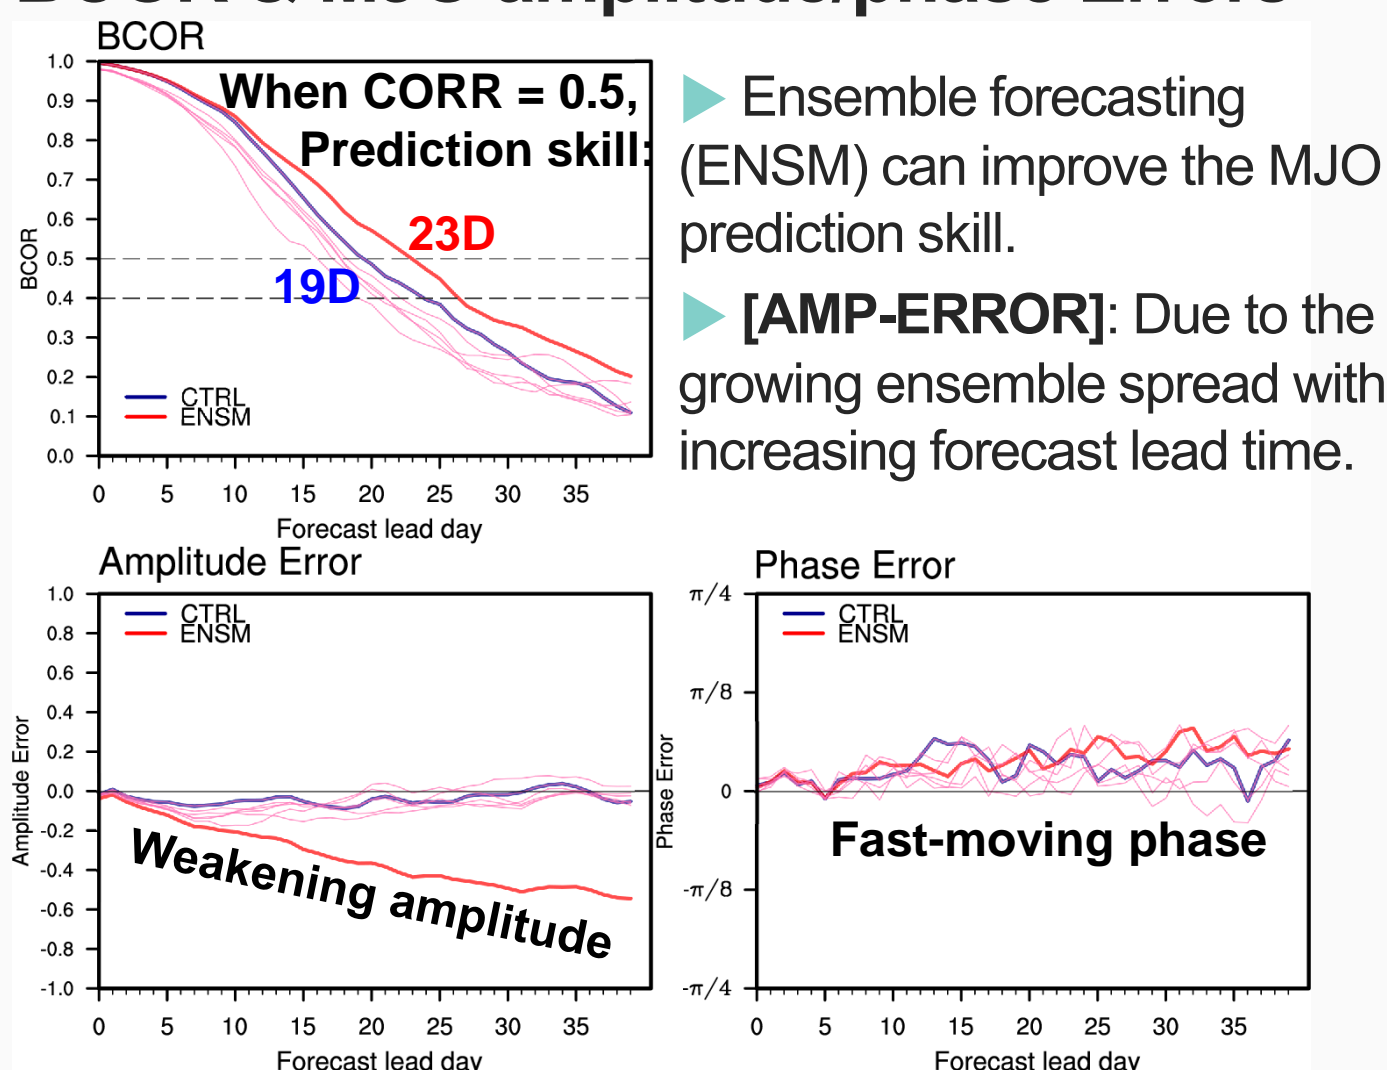 BCOR & MJO amplitude/phase Errors
BCOR
1.0
0.9
0.8
0.7
0.6
0.5
0.4
0.3
0.2
0.1
0.0
BCOR
When CORR = 0.5,
Prediction skill:
23D
19D
CTRL
ENSM
0 5 10 15 20 25 30 35
Forecast lead day
Ensemble forecasting
(ENSM) can improve the MJO
prediction skill.
[AMP-ERROR]: Due to the
growing ensemble spread with
increasing forecast lead time.
Amplitude Error
1.0
0.8
0.6
0.4
0.2
0.0
-0.2
-0.4
-0.6
-0.8
-1.0
Amplitude Error
CTRL
ENSM
Weakening amplitude
0 5 10 15 20 25 30 35
Forecast lead day
Phase Error
π/4
π/8
0
-π/8
-π/4
Phase Error
CTRL
ENSM
Fast-moving phase
0 5 10 15 20 25 30 35
Forecast lead day